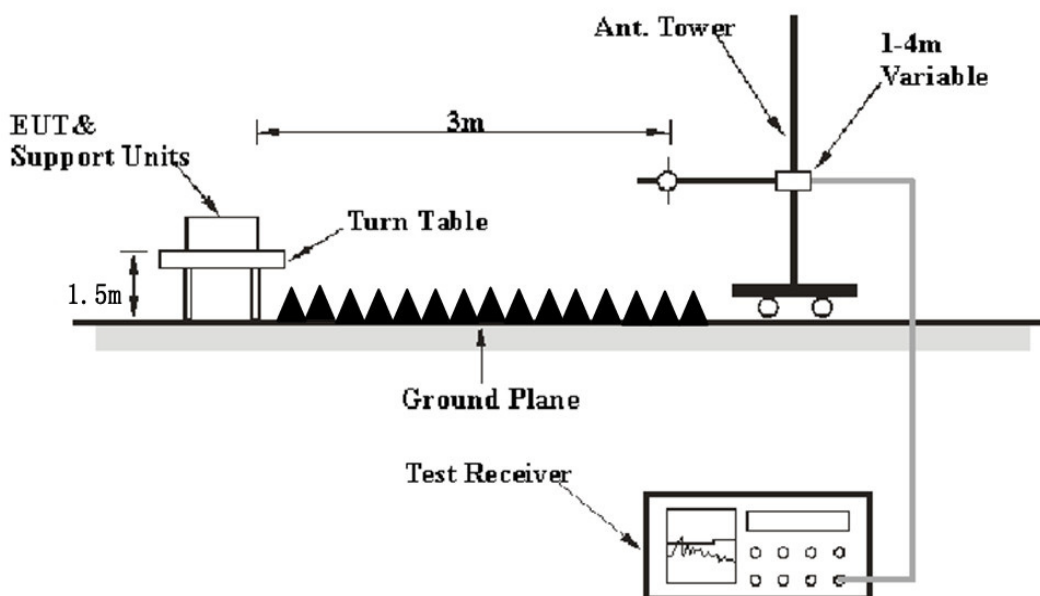 Ant. Tower
1-4m
Variable
EUT&
Support Units
3m
Turn Table
1.5m
Ground Plane
Test Receiver